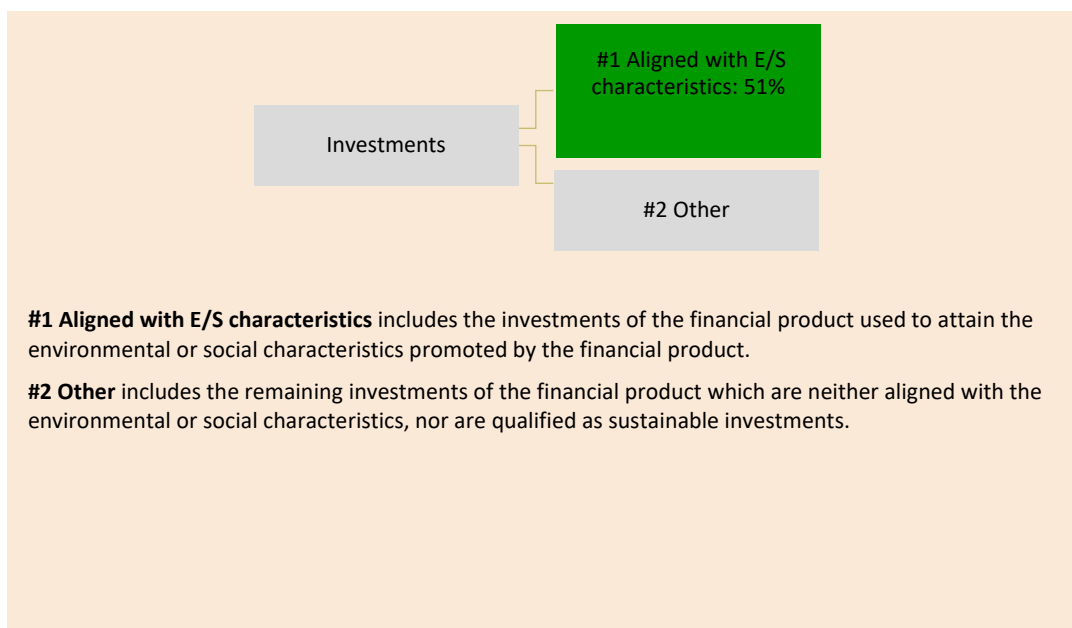 #1 Aligned with E/S
characteristics: 51%
Investments
#2 Other
#1 Aligned with E/S characteristics includes the investments of the financial product used to attain the
environmental or social characteristics promoted by the financial product.
#2 Other includes the remaining investments of the financial product which are neither aligned with the
environmental or social characteristics, nor are qualified as sustainable investments.